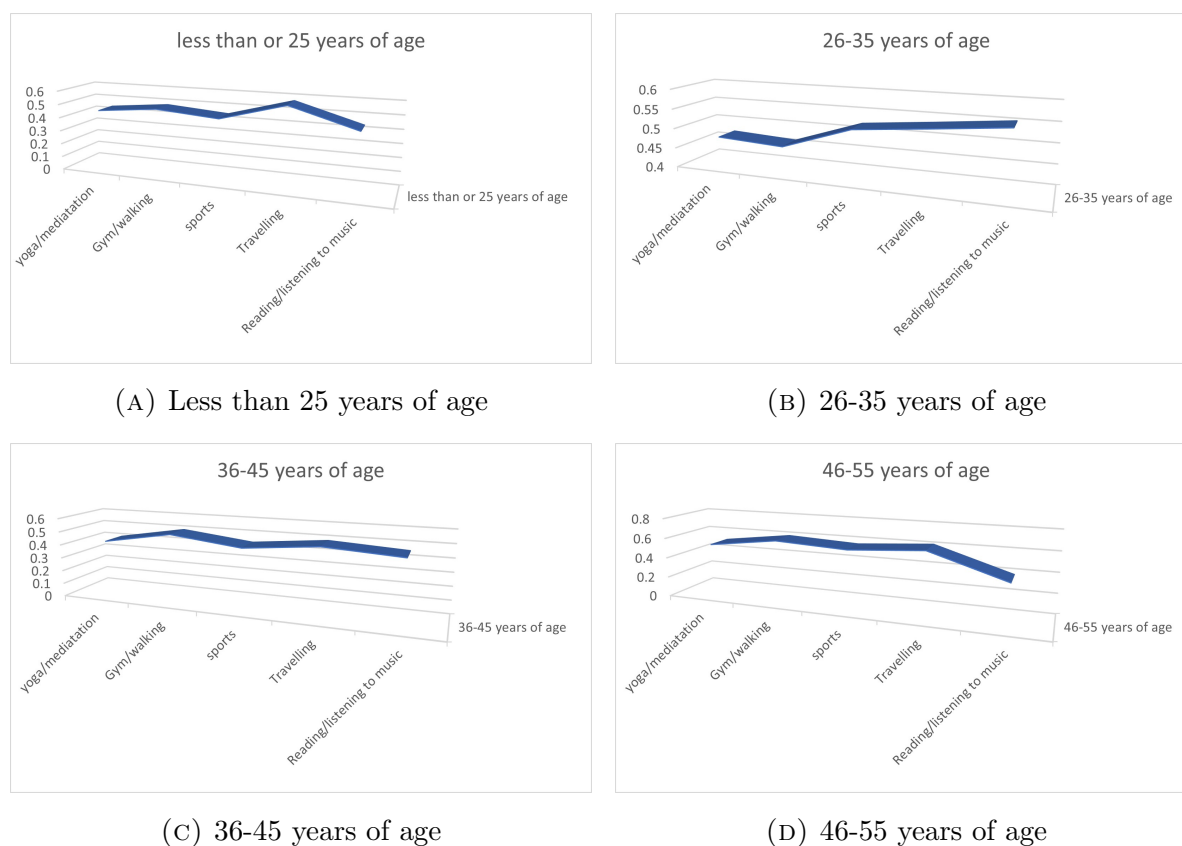 less than or 25 years of age
0.6
0.5
0.4
0.3
0.2
0.1
0
yoga/mediatation
Gym/walking
sports
Travelling
Reading/listening to music
less than or 25 years of age
(A) Less than 25 years of age
26-35 years of age
0.6
0.55
0.5
0.45
0.4
yoga/mediatation
Gym/walking
sports
Travelling
Reading/listening to music
26-35 years of age
(B) 26-35 years of age
36-45 years of age
0.6
0.5
0.4
0.3
0.2
0.1
0
yoga/mediatation
Gym/walking
sports
Travelling
Reading/listening to music
36-45 years of age
(C) 36-45 years of age
46-55 years of age
0.8
0.6
0.4
0.2
0
yoga/mediatation
Gym/walking
sports
Travelling
Reading/listening to music
46-55 years of age
(D) 46-55 years of age